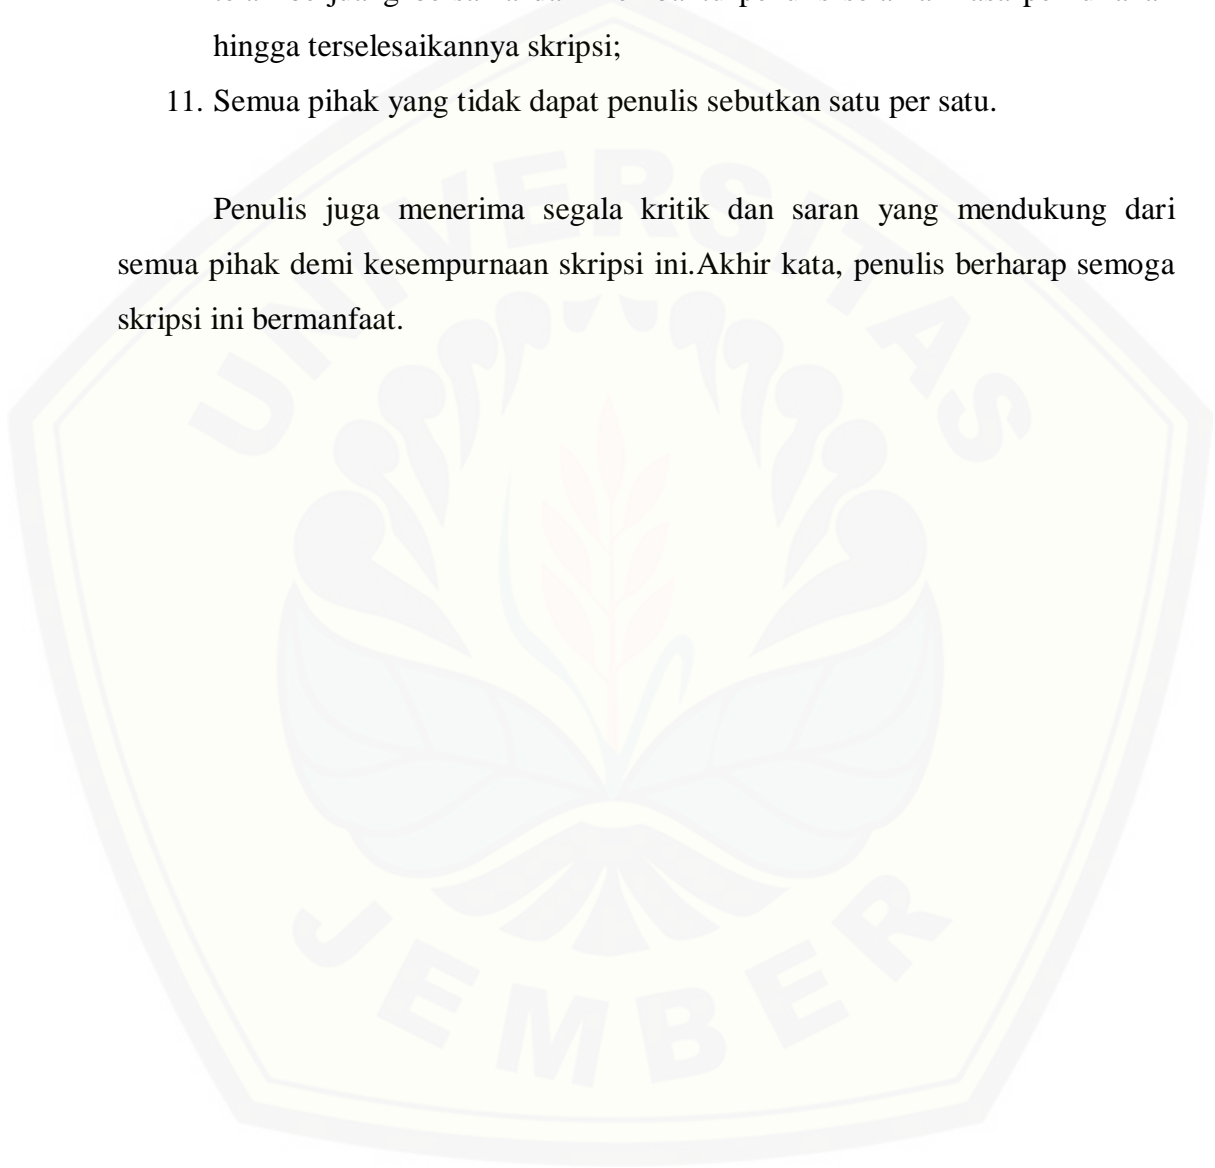 hingga terselesaikannya skripsi;
11. Semua pihak yang tidak dapat penulis sebutkan satu per satu.
Penulis juga menerima segala kritik dan saran yang mendukung dari
semua pihak demi kesempurnaan skripsi ini.Akhir kata, penulis berharap semoga
skripsi ini bermanfaat.
UNIVERSITAS
JEMBER